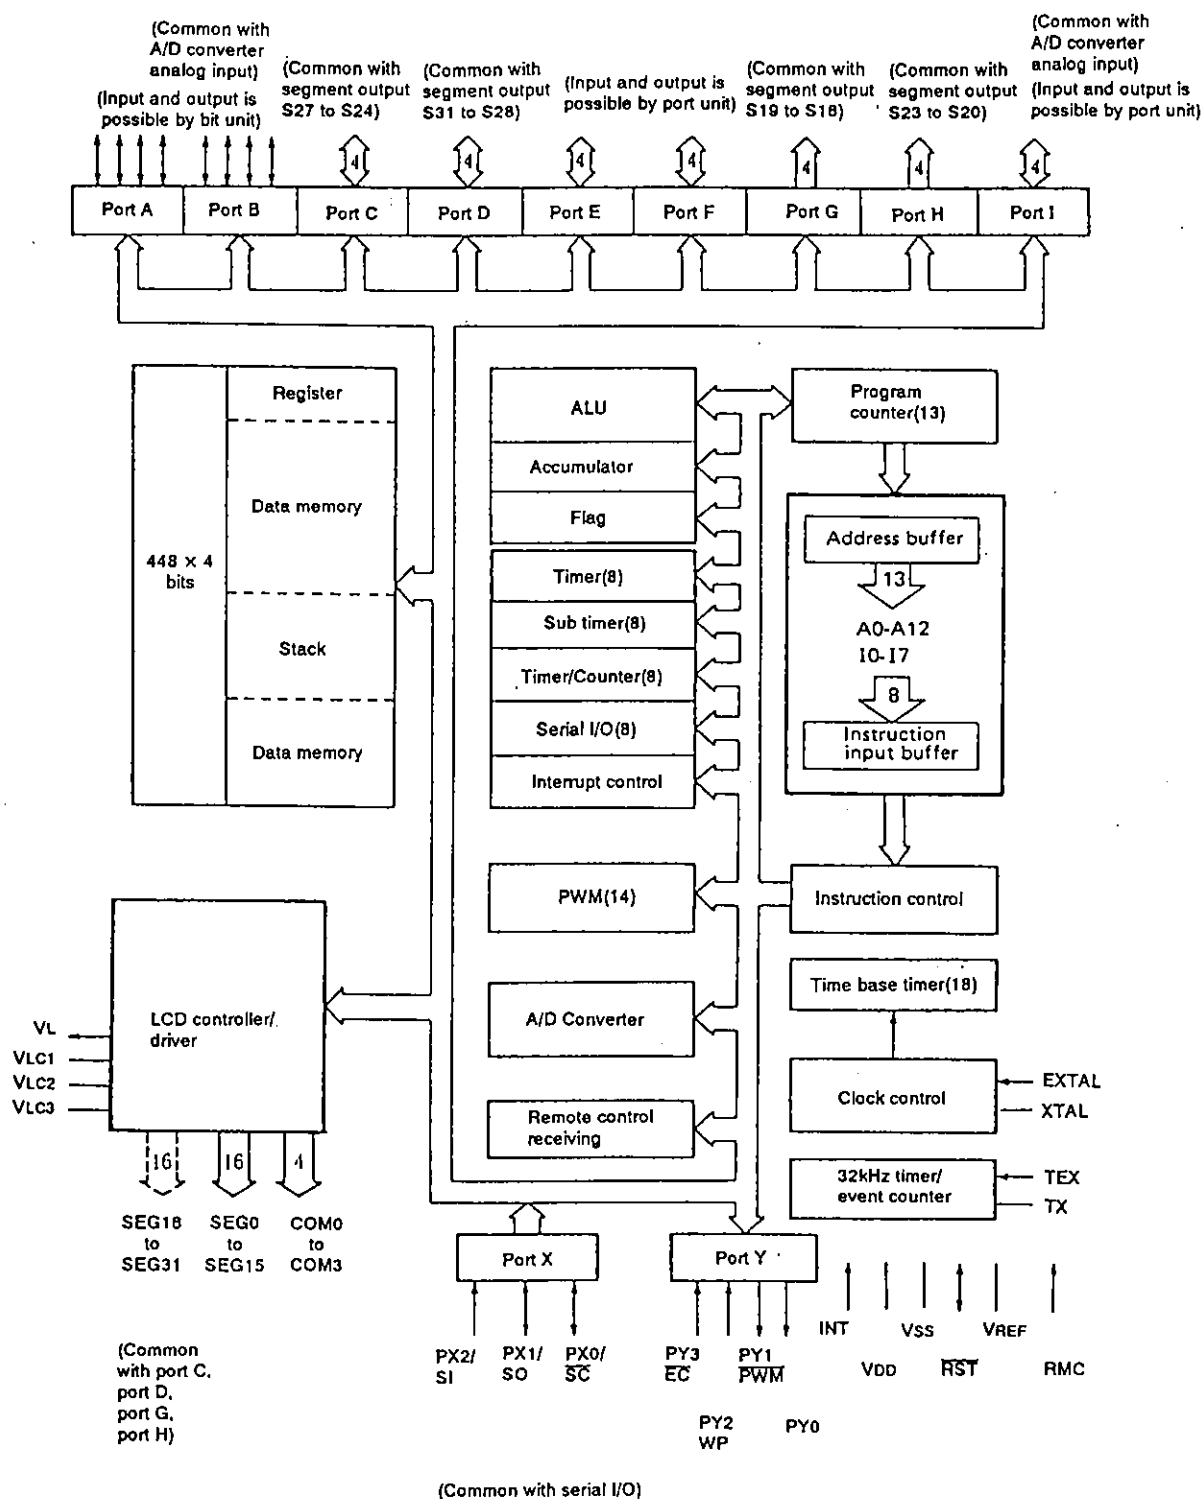 (Common with
A/D converter
analog input)
(Input and output is
possible by bit unit)
(Common with
segment output
S27 to S24)
(Common with
segment output
S31 to S28)
(Input and output is
possible by port unit)
(Common with
segment output
S19 to S16)
(Common with
segment output
S23 to S20)
(Common with
A/D converter
analog input)
(Input and output is
possible by port unit)
4 4 4 4 4 4 4
Port A Port B Port C Port D Port E Port F Port G Port H Port I
448 × 4
bits
Register
Data memory
Stack
Data memory
ALU
Accumulator
Flag
Timer(8)
Sub timer(8)
Timer/Counter(8)
Serial I/O(8)
Interrupt control
PWM(14)
A/D Converter
Remote control
receiving
Program
counter(13)
Address buffer
13
A0-A12
I0-I7
8
Instruction
input buffer
Instruction control
Time base timer(18)
Clock control
EXTAL
XTAL
32kHz timer/
event counter
TEX
TX
LCD controller/
driver
VL
VLC1
VLC2
VLC3
16 16 4
SEG16
to
SEG31
SEG0
to
SEG15
COM0
to
COM3
(Common
with port C,
port D,
port G,
port H)
Port X
PX2/
SI
PX1/
SO
PX0/
SC
Port Y
PY3
EC
PY2
WP
PY1
PWM
PY0
INT
VDD
VSS
RST
VREF
RMC
(Common with serial I/O)